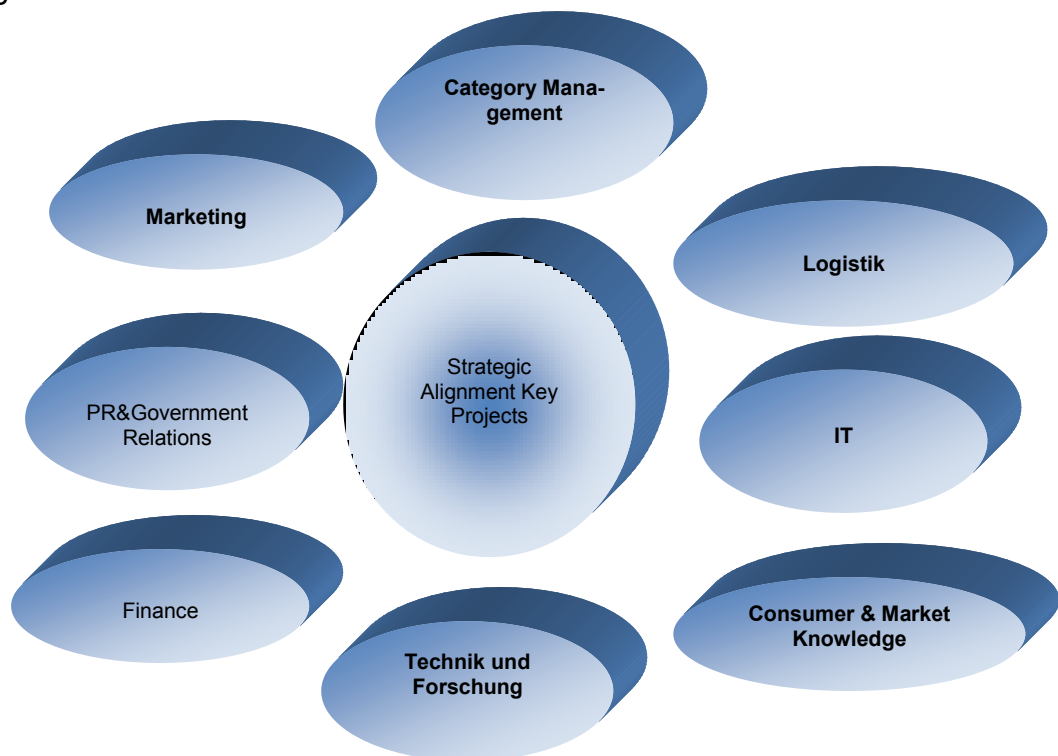 Category Mana-
gement
Marketing
Logistik
Strategic
Alignment Key
Projects
PR&Government
Relations
IT
Finance
Consumer & Market
Knowledge
Technik und
Forschung